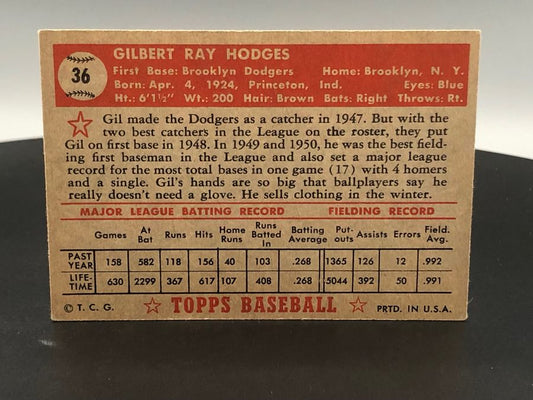 36
GILBERT RAY HODGES
First Base: Brooklyn Dodgers Home: Brooklyn, N. Y.
Born: Apr. 4, 1924, Princeton, Ind. Eyes: Blue
Ht.: 6'1½" Wt.: 200 Hair: Brown Bats: Right Throws: Rt.
Gil made the Dodgers as a catcher in 1947. But with the
two best catchers in the League on the roster, they put
Gil on first base in 1948. In 1949 and 1950, he was the best field-
ing first baseman in the League and also set a major league
record for the most total bases in one game (17) with 4 homers
and a single. Gil's hands are so big that ballplayers say he
really doesn't need a glove. He sells clothing in the winter.
MAJOR LEAGUE BATTING RECORD FIELDING RECORD
Games At Bat Runs Hits Home Runs Runs Batted In Batting Average Put-outs Assists Errors Field. Avg.
PAST YEAR 158 582 118 156 40 103 .268 1365 126 12 .992
LIFE-TIME 630 2299 367 617 107 408 .268 5044 392 50 .991
© T. C. G. TOPPS BASEBALL PRTD. IN U.S.A.